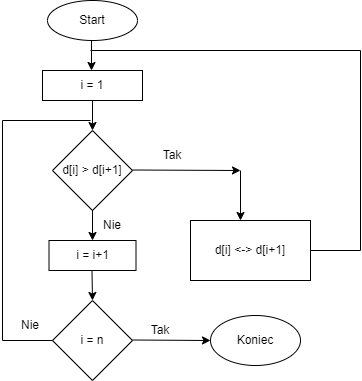 Start
i = 1
d[i] > d[i+1]
Tak
Nie
d[i] <-> d[i+1]
i = i+1
Nie
i = n
Tak
Koniec